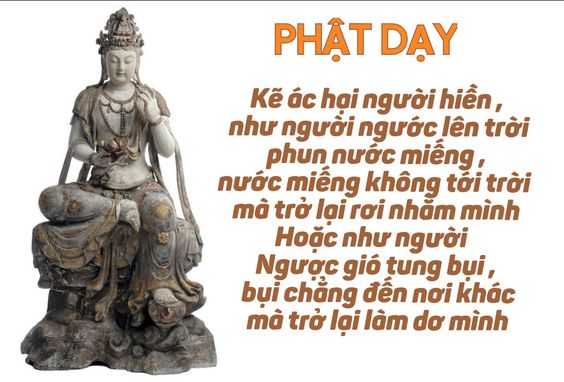 PHẬT DẠY
Kẽ ác hại người hiền ,
như người ngước lên trời
phun nước miếng ,
nước miếng không tới trời
mà trở lại rơi nhằm mình
Hoặc như người
Ngược gió tung bụi ,
bụi chẳng đến nơi khác
mà trở lại làm dơ mình